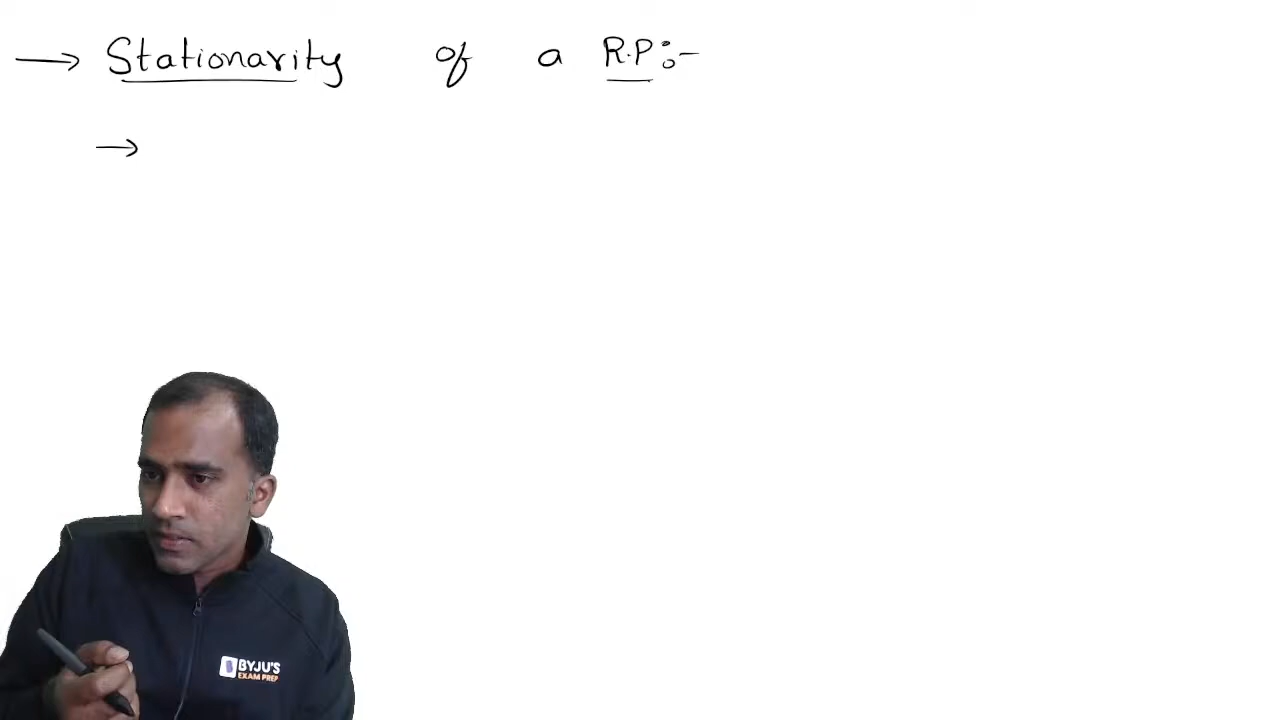 → Stationarity of a R.P:-
→
BYJU'S
EXAM PREP